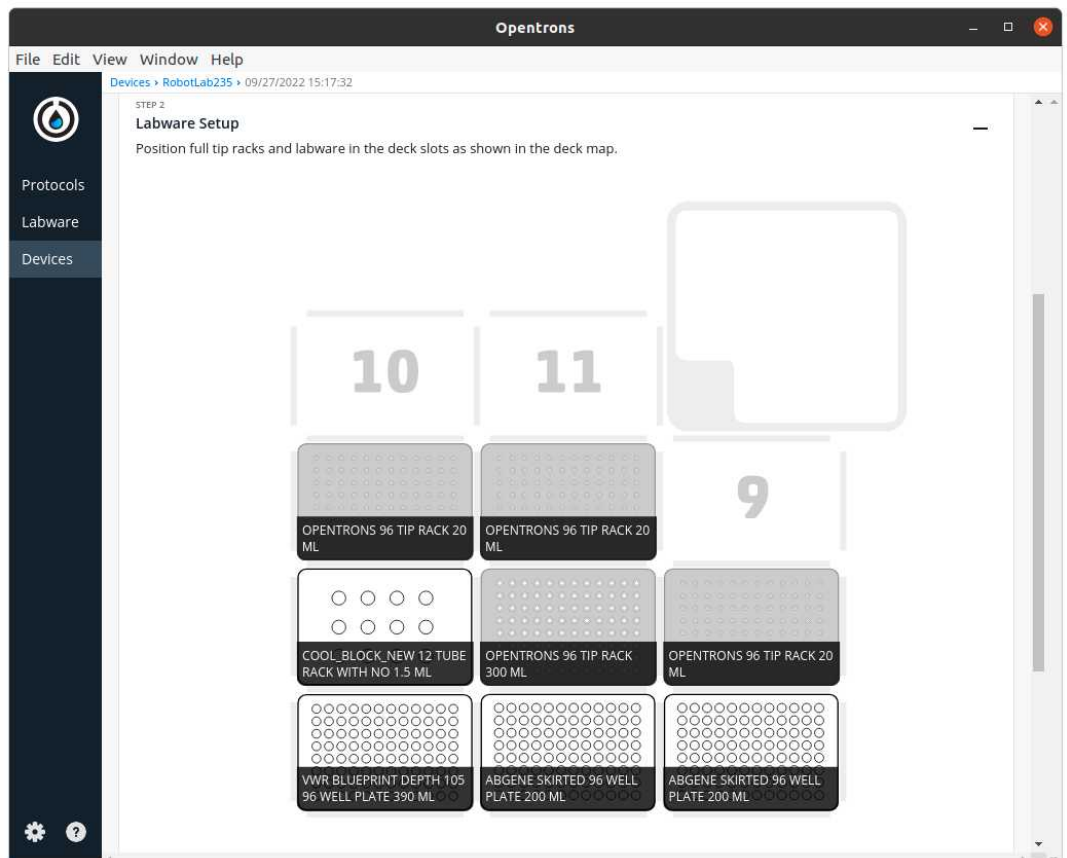 Opentrons
File Edit View Window Help
Devices › RobotLab235 › 09/27/2022 15:17:32
STEP 2
Labware Setup
Position full tip racks and labware in the deck slots as shown in the deck map.
Protocols
Labware
Devices
10
11
OPENTRONS 96 TIP RACK 20
ML
OPENTRONS 96 TIP RACK 20
ML
9
COOL_BLOCK_NEW 12 TUBE
RACK WITH NO 1.5 ML
OPENTRONS 96 TIP RACK
300 ML
OPENTRONS 96 TIP RACK 20
ML
VWR BLUEPRINT DEPTH 105
96 WELL PLATE 390 ML
ABGENE SKIRTED 96 WELL
PLATE 200 ML
ABGENE SKIRTED 96 WELL
PLATE 200 ML
?